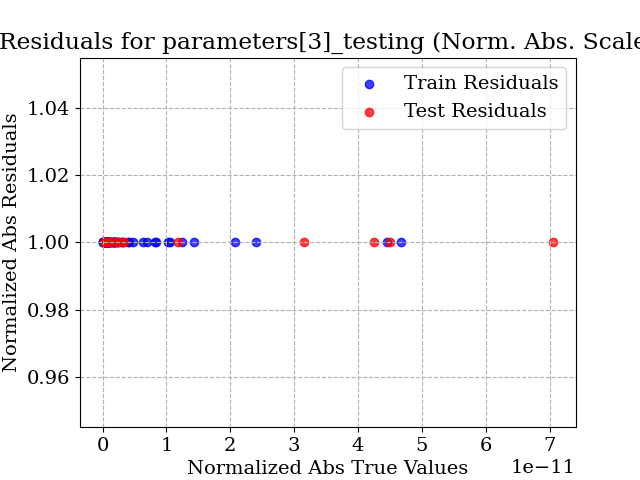 Residuals for parameters[3]_testing (Norm. Abs. Scale
Train Residuals
Test Residuals
Normalized Abs Residuals
1.04
1.02
1.00
0.98
0.96
0 1 2 3 4 5 6 7
1e−11
Normalized Abs True Values